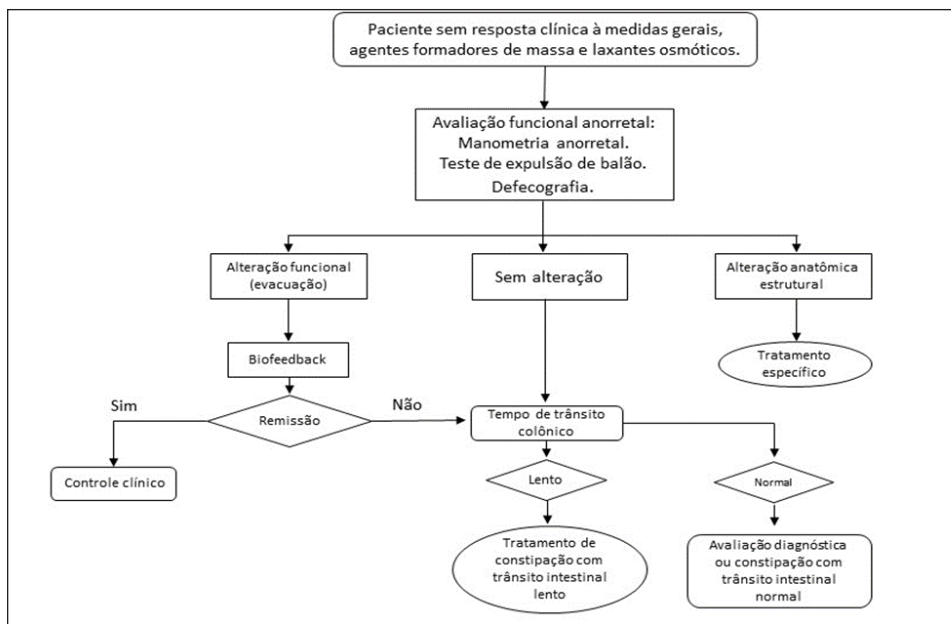 Paciente sem resposta clínica à medidas gerais,
agentes formadores de massa e laxantes osmóticos.
Avaliação funcional anorretal:
Manometria anorretal.
Teste de expulsão de balão.
Defecografia.
Alteração funcional
(evacuação)
Sem alteração
Alteração anatômica
estrutural
Biofeedback
Tratamento
específico
Sim
Remissão
Não
Tempo de trânsito
colônico
Controle clínico
Lento
Normal
Tratamento de
constipação com
trânsito intestinal
lento
Avaliação diagnóstica
ou constipação com
trânsito intestinal
normal